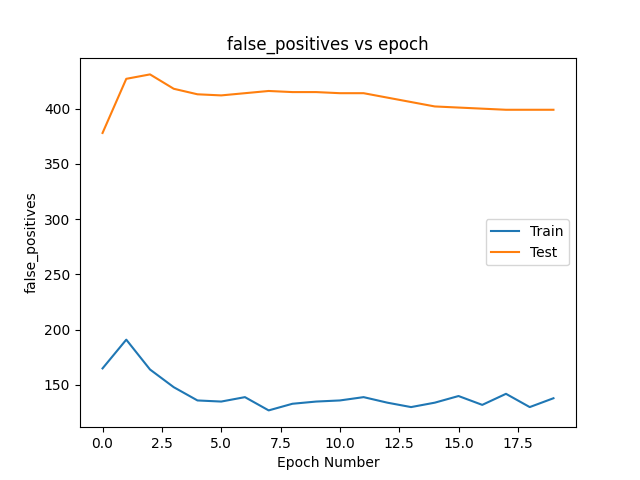 false_positives vs epoch
400
350
300
250
200
150
false_positives
Train
Test
0.0 2.5 5.0 7.5 10.0 12.5 15.0 17.5
Epoch Number